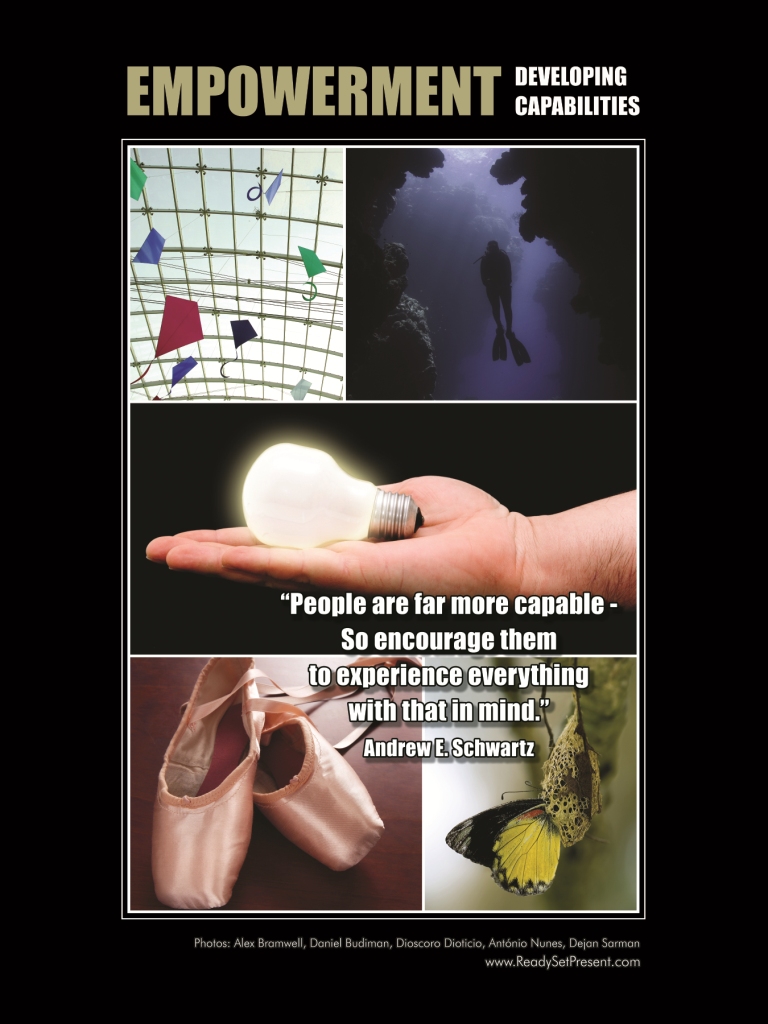 EMPOWERMENT
DEVELOPING
CAPABILITIES
“People are far more capable -
So encourage them
to experience everything
with that in mind.”
Andrew E. Schwartz
Photos: Alex Bramwell, Daniel Budiman, Dioscoro Dioticio, António Nunes, Dejan Sarman
www.ReadySetPresent.com